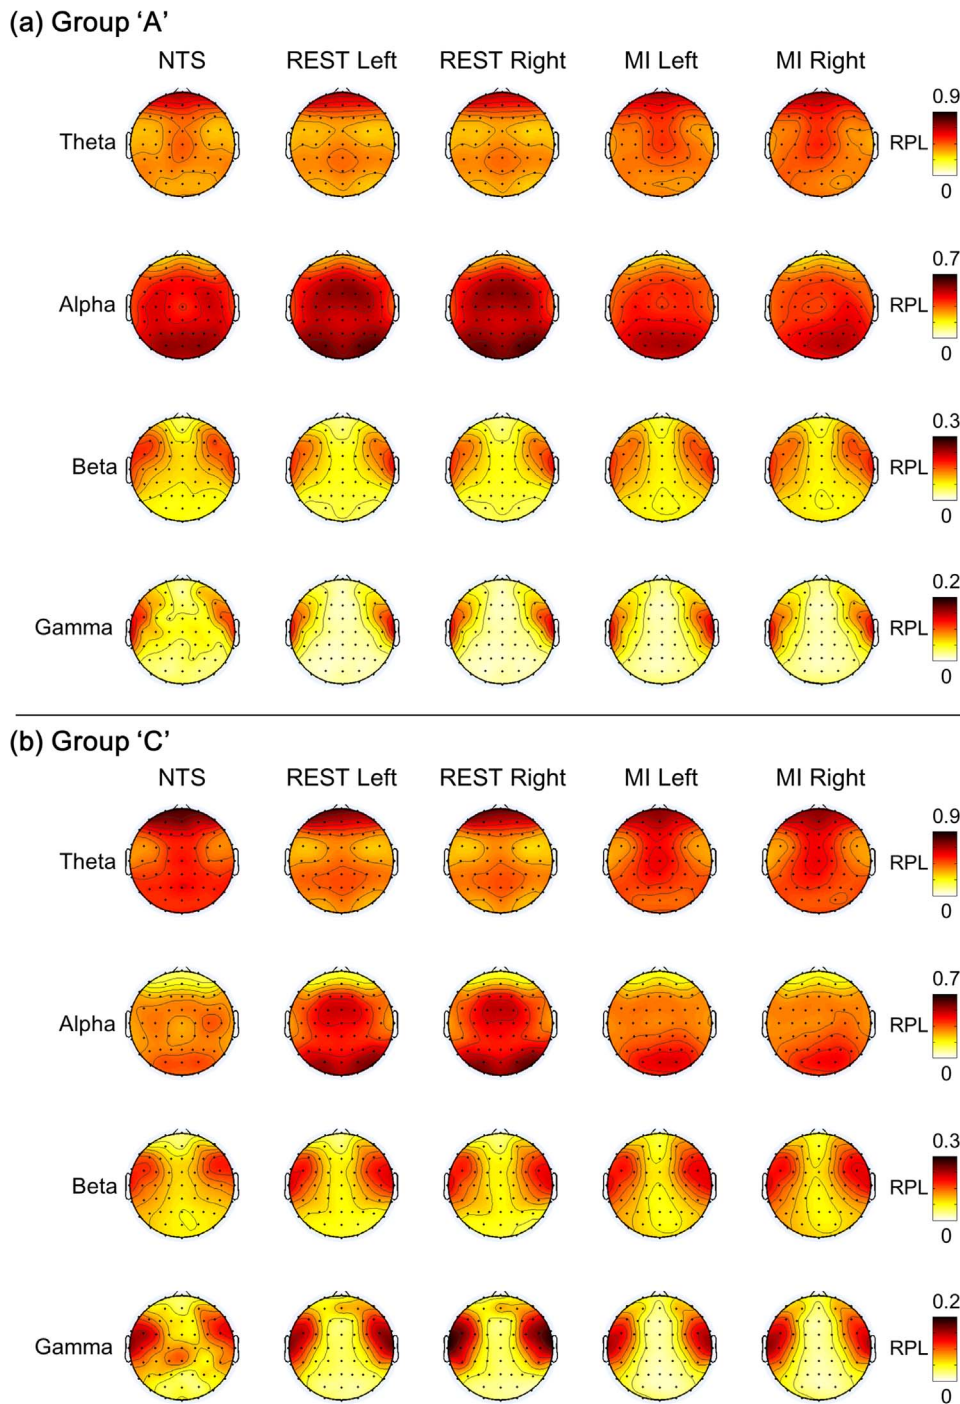 (a) Group ‘A’
NTS REST Left REST Right MI Left MI Right
Theta RPL 0.9 0
Alpha RPL 0.7 0
Beta RPL 0.3 0
Gamma RPL 0.2 0
(b) Group ‘C’
NTS REST Left REST Right MI Left MI Right
Theta RPL 0.9 0
Alpha RPL 0.7 0
Beta RPL 0.3 0
Gamma RPL 0.2 0